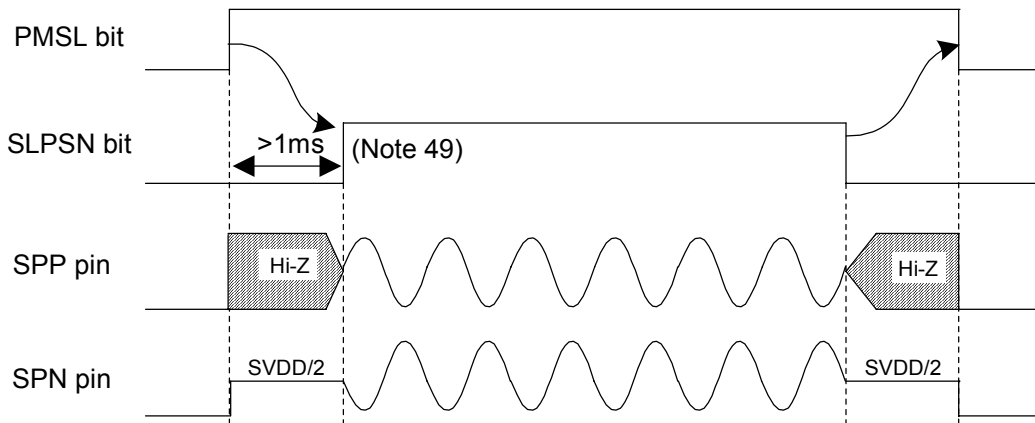 PMSL bit
SLPSN bit
>1ms
(Note 49)
SPP pin
Hi-Z
Hi-Z
SPN pin
SVDD/2
SVDD/2